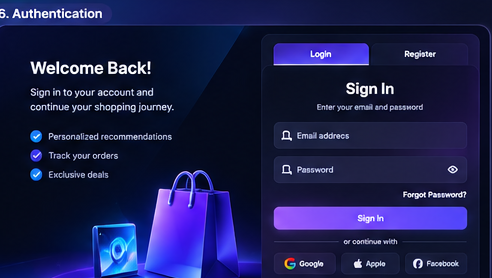 6. Authentication
Welcome Back!
Sign in to your account and
continue your shopping journey.
Personalized recommendations
Track your orders
Exclusive deals
Login
Register
Sign In
Enter your email and password
Email addrecs
Password
Forgot Password?
Sign In
or continue with
Google
Apple
Facebook